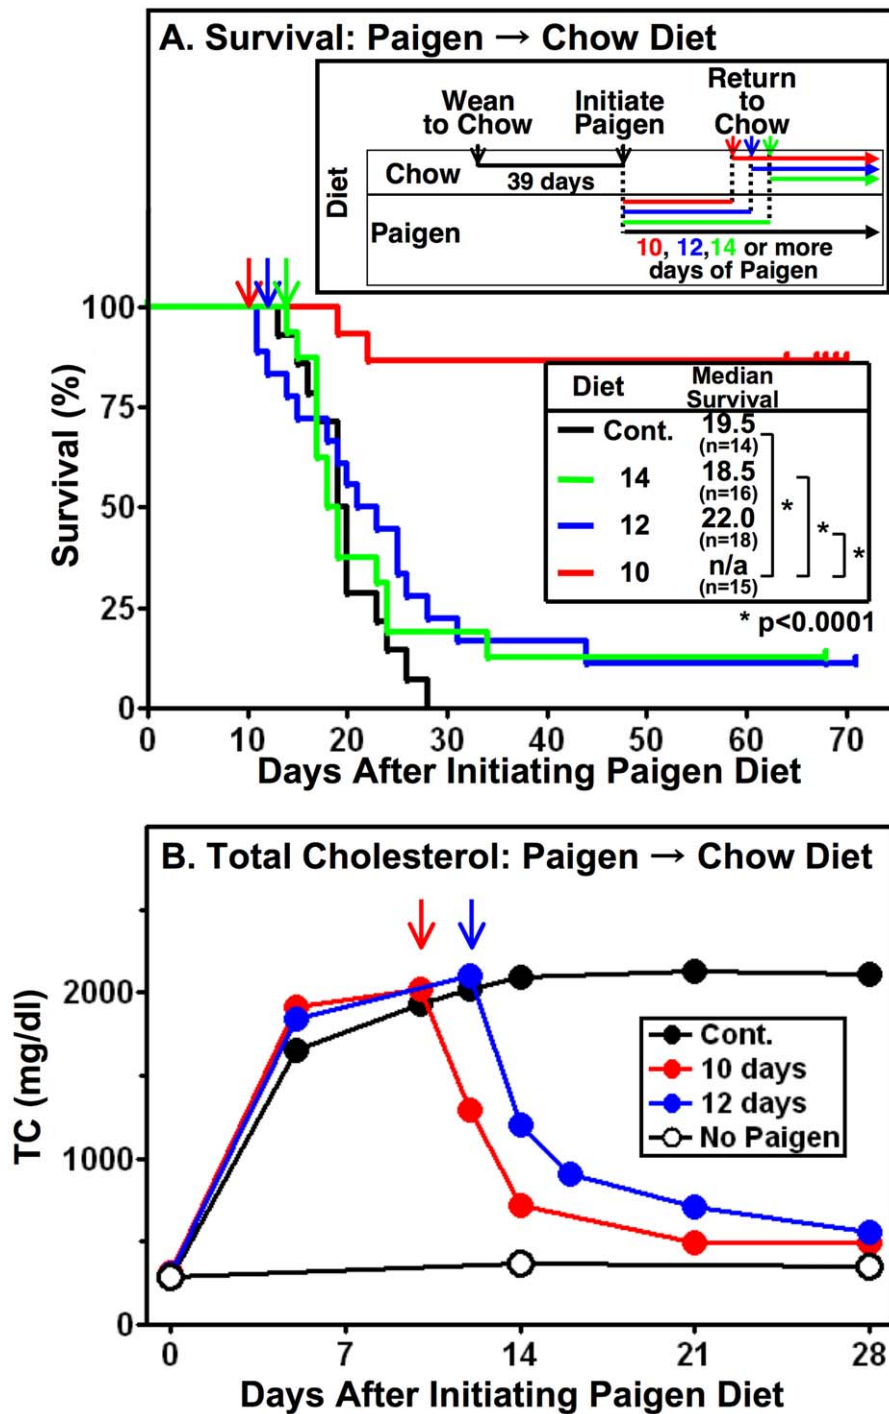 A. Survival: Paigen → Chow Diet
Wean
to Chow
Initiate
Paigen
Return
to
Chow
Diet
Chow
39 days
Paigen
10, 12,14 or more
days of Paigen
Survival (%)
100
75
50
25
0
Diet
Median
Survival
Cont.
19.5
(n=14)
14
18.5
(n=16)
12
22.0
(n=18)
10
n/a
(n=15)
*
*
*
* p<0.0001
0 10 20 30 40 50 60 70
Days After Initiating Paigen Diet
B. Total Cholesterol: Paigen → Chow Diet
TC (mg/dl)
2000
1000
0
Cont.
10 days
12 days
No Paigen
0 7 14 21 28
Days After Initiating Paigen Diet